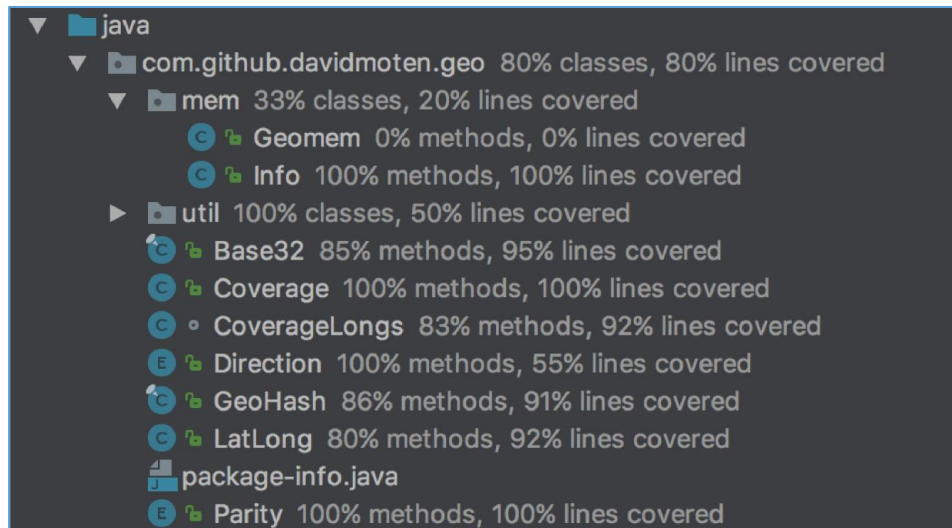 java
com.github.davidmoten.geo 80% classes, 80% lines covered
mem 33% classes, 20% lines covered
C Geomem 0% methods, 0% lines covered
C Info 100% methods, 100% lines covered
util 100% classes, 50% lines covered
C Base32 85% methods, 95% lines covered
C Coverage 100% methods, 100% lines covered
C CoverageLongs 83% methods, 92% lines covered
E Direction 100% methods, 55% lines covered
C GeoHash 86% methods, 91% lines covered
C LatLong 80% methods, 92% lines covered
package-info.java
E Parity 100% methods, 100% lines covered